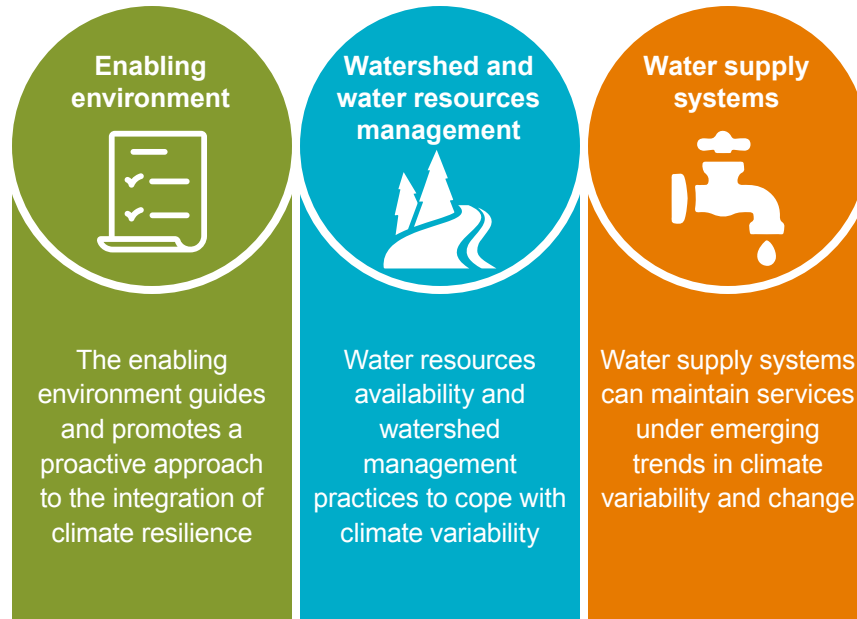 Enabling
environment
The enabling
environment guides
and promotes a
proactive approach
to the integration of
climate resilience
Watershed and
water resources
management
Water resources
availability and
watershed
management
practices to cope with
climate variability
Water supply
systems
Water supply systems
can maintain services
under emerging
trends in climate
variability and change